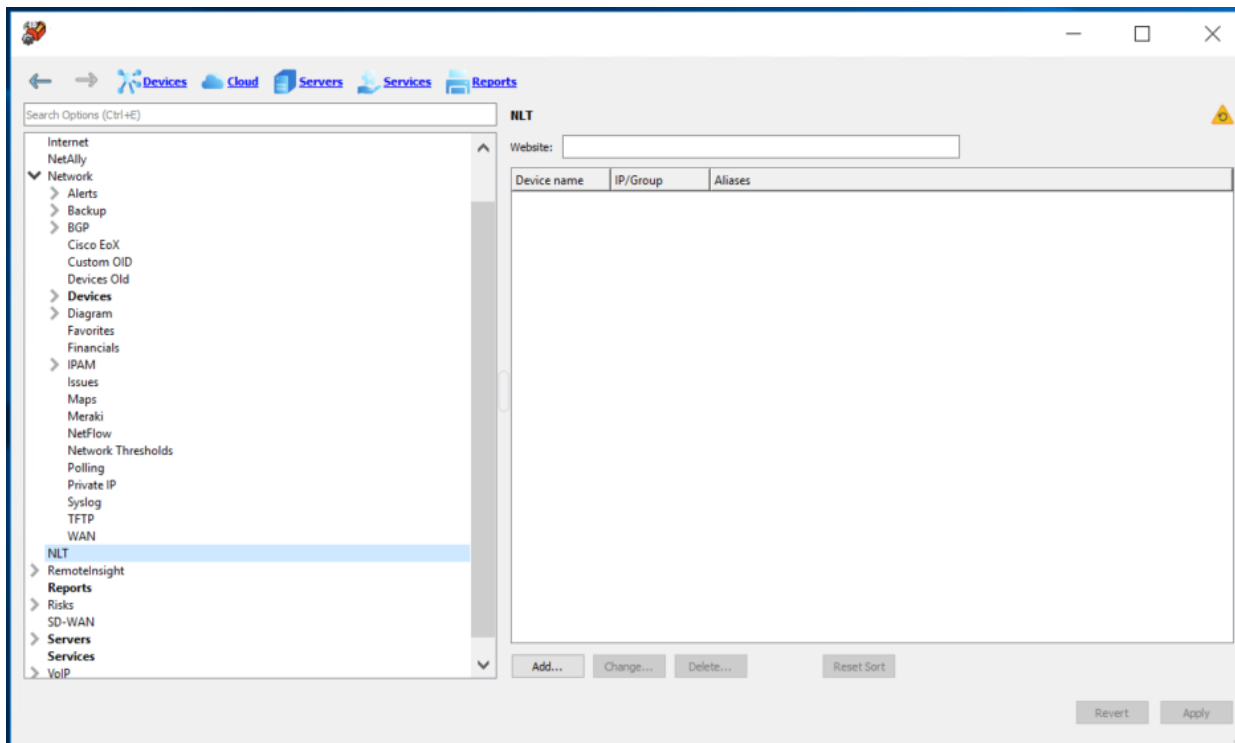 Devices Cloud Servers Services Reports
Search Options (Ctrl+E)
Internet
NetAlly
Network
Alerts
Backup
BGP
Cisco EoX
Custom OID
Devices Old
Devices
Diagram
Favorites
Financials
IPAM
Issues
Maps
Meraki
NetFlow
Network Thresholds
Polling
Private IP
Syslog
TFTP
WAN
NLT
RemoteInsight
Reports
Risks
SD-WAN
Servers
Services
VoIP
NLT
Website:
Device name IP/Group Aliases
Add... Change... Delete... Reset Sort
Revert Apply